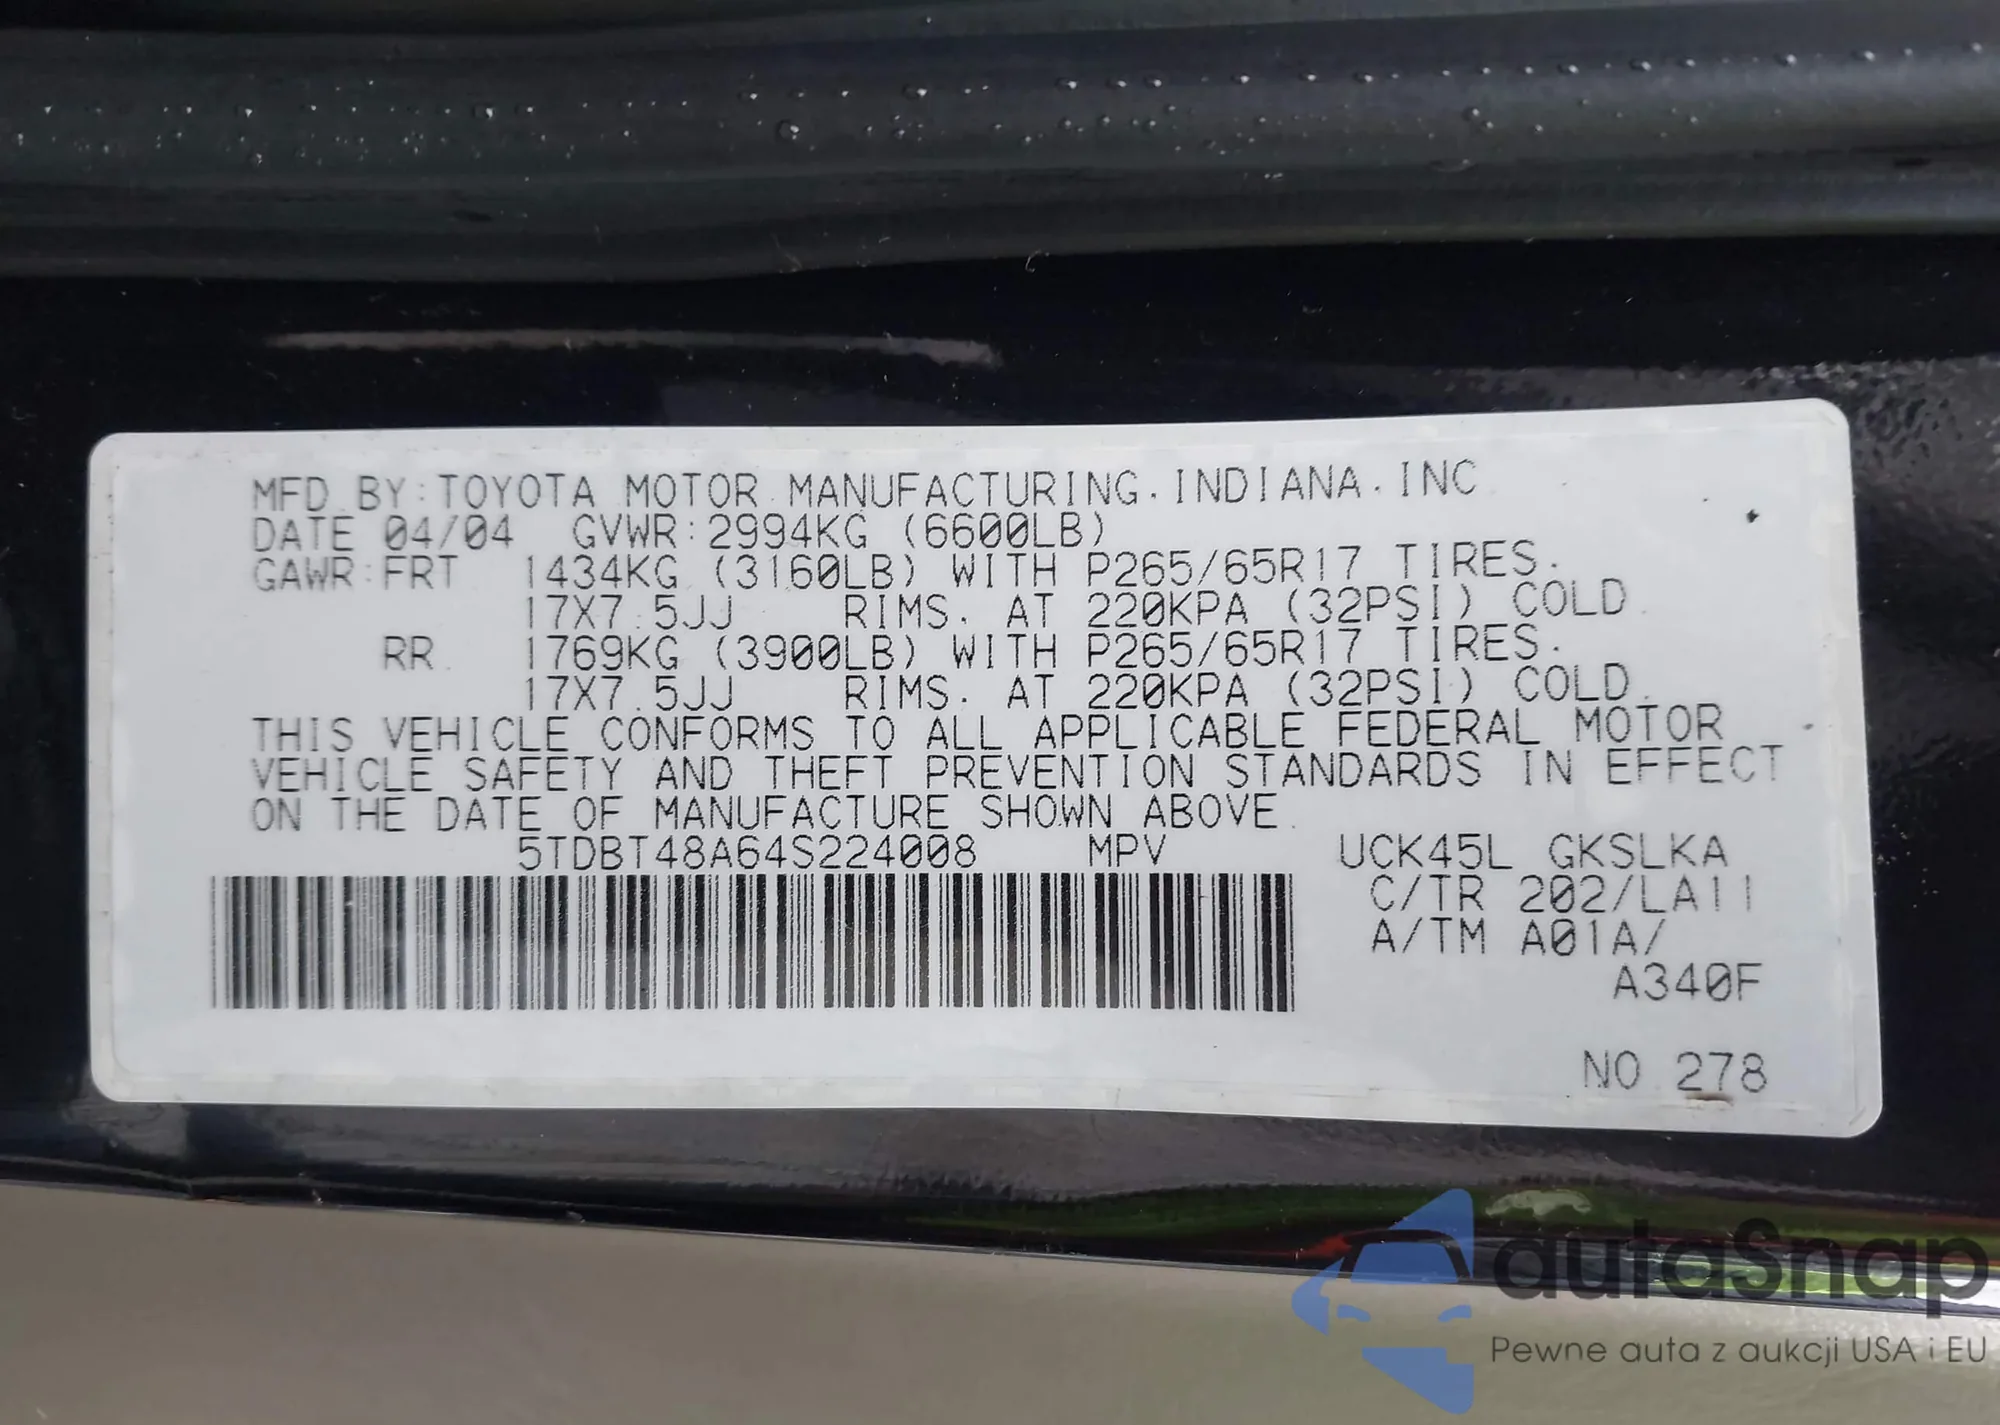 MFD. BY: TOYOTA MOTOR MANUFACTURING. INDIANA. INC
DATE 04/04 GVWR: 2994KG (6600LB)
GAWR: FRT 1434KG (3160LB) WITH P265/65R17 TIRES.
17X7.5JJ RIMS. AT 220KPA (32PSI) COLD.
RR. 1769KG (3900LB) WITH P265/65R17 TIRES.
17X7.5JJ RIMS. AT 220KPA (32PSI) COLD.
THIS VEHICLE CONFORMS TO ALL APPLICABLE FEDERAL MOTOR
VEHICLE SAFETY AND THEFT PREVENTION STANDARDS IN EFFECT
ON THE DATE OF MANUFACTURE SHOWN ABOVE.
5TDBT48A64S224008 MPV UCK45L GKSLKA
C/TR 202/LA11
A/TM A01A/
A340F
NO 278
autaSnap
Pewne auta z aukcji USA i EU